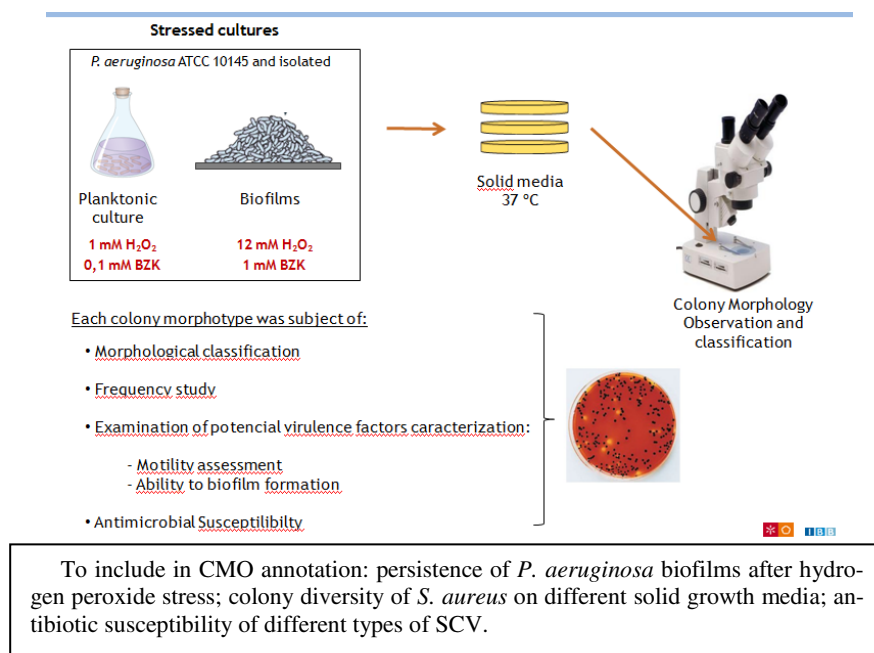 Stressed cultures
P. aeruginosa ATCC 10145 and isolated
Planktonic
culture
1 mM H₂O₂
0,1 mM BZK
Biofilms
12 mM H₂O₂
1 mM BZK
Solid media
37 ºC
Colony Morphology
Observation and
classification
Each colony morphotype was subject of:
• Morphological classification
• Frequency study
• Examination of potencial virulence factors caracterization:
- Motility assessment
- Ability to biofilm formation
• Antimicrobial Susceptilibilty
IBB
To include in CMO annotation: persistence of P. aeruginosa biofilms after hydro-
gen peroxide stress; colony diversity of S. aureus on different solid growth media; an-
tibiotic susceptibility of different types of SCV.